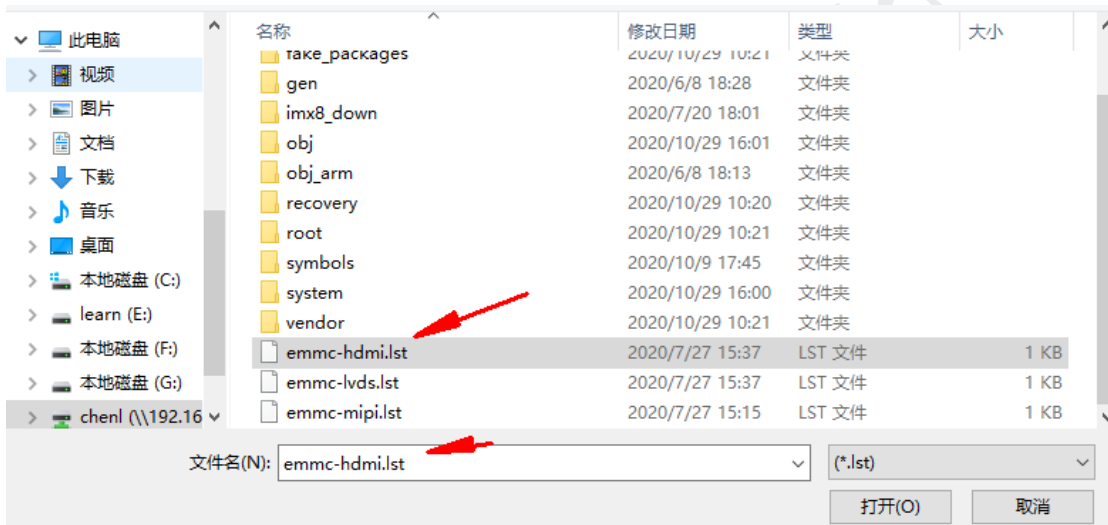 此电脑
视频
图片
文档
下载
音乐
桌面
本地磁盘 (C:)
learn (E:)
本地磁盘 (F:)
本地磁盘 (G:)
chenl (\\192.16
名称 修改日期 类型 大小
fake_packages 2020/10/29 10:21 文件夹
gen 2020/6/8 18:28 文件夹
imx8_down 2020/7/20 18:01 文件夹
obj 2020/10/29 16:01 文件夹
obj_arm 2020/6/8 18:13 文件夹
recovery 2020/10/29 10:20 文件夹
root 2020/10/29 10:21 文件夹
symbols 2020/10/9 17:45 文件夹
system 2020/10/29 16:00 文件夹
vendor 2020/10/29 10:21 文件夹
emmc-hdmi.lst 2020/7/27 15:37 LST 文件 1 KB
emmc-lvds.lst 2020/7/27 15:37 LST 文件 1 KB
emmc-mipi.lst 2020/7/27 15:15 LST 文件 1 KB
文件名(N): emmc-hdmi.lst (*.lst)
打开(O) 取消